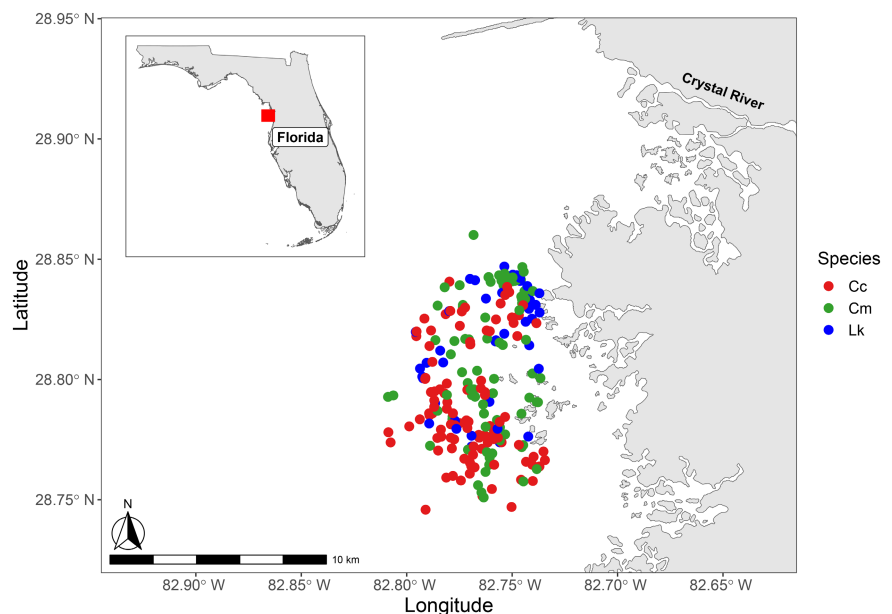 28.95° N
28.90° N
28.85° N
28.80° N
28.75° N
Latitude
Florida
Crystal River
N
10 km
82.90° W
82.85° W
82.80° W
82.75° W
82.70° W
82.65° W
Longitude
Species
Cc
Cm
Lk